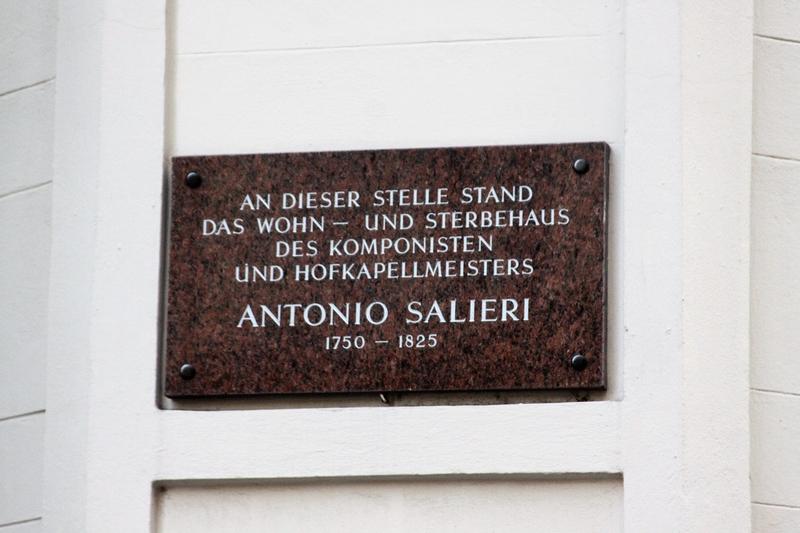 AN DIESER STELLE STAND
DAS WOHN – UND STERBEHAUS
DES KOMPONISTEN
UND HOFKAPELLMEISTERS
ANTONIO SALIERI
1750 – 1825